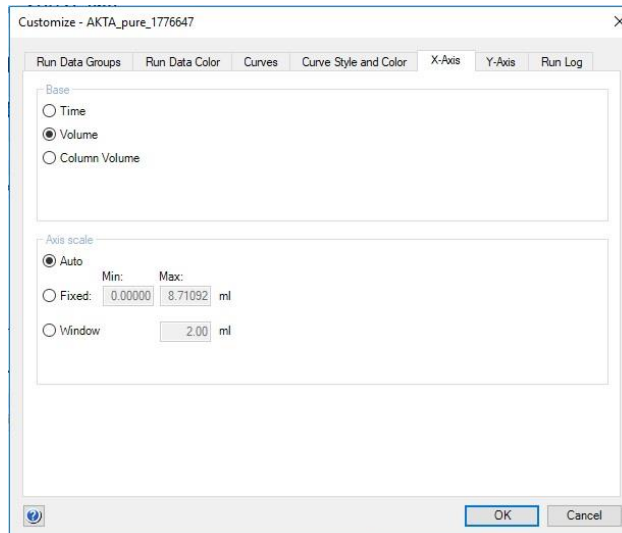 Customize - AKTA_pure_1776647
Run Data Groups Run Data Color Curves Curve Style and Color X-Axis Y-Axis Run Log
Base
Time
Volume
Column Volume
Axis scale
Auto
Min: Max:
Fixed: 0.00000 8.71092 ml
Window 2.00 ml
OK Cancel